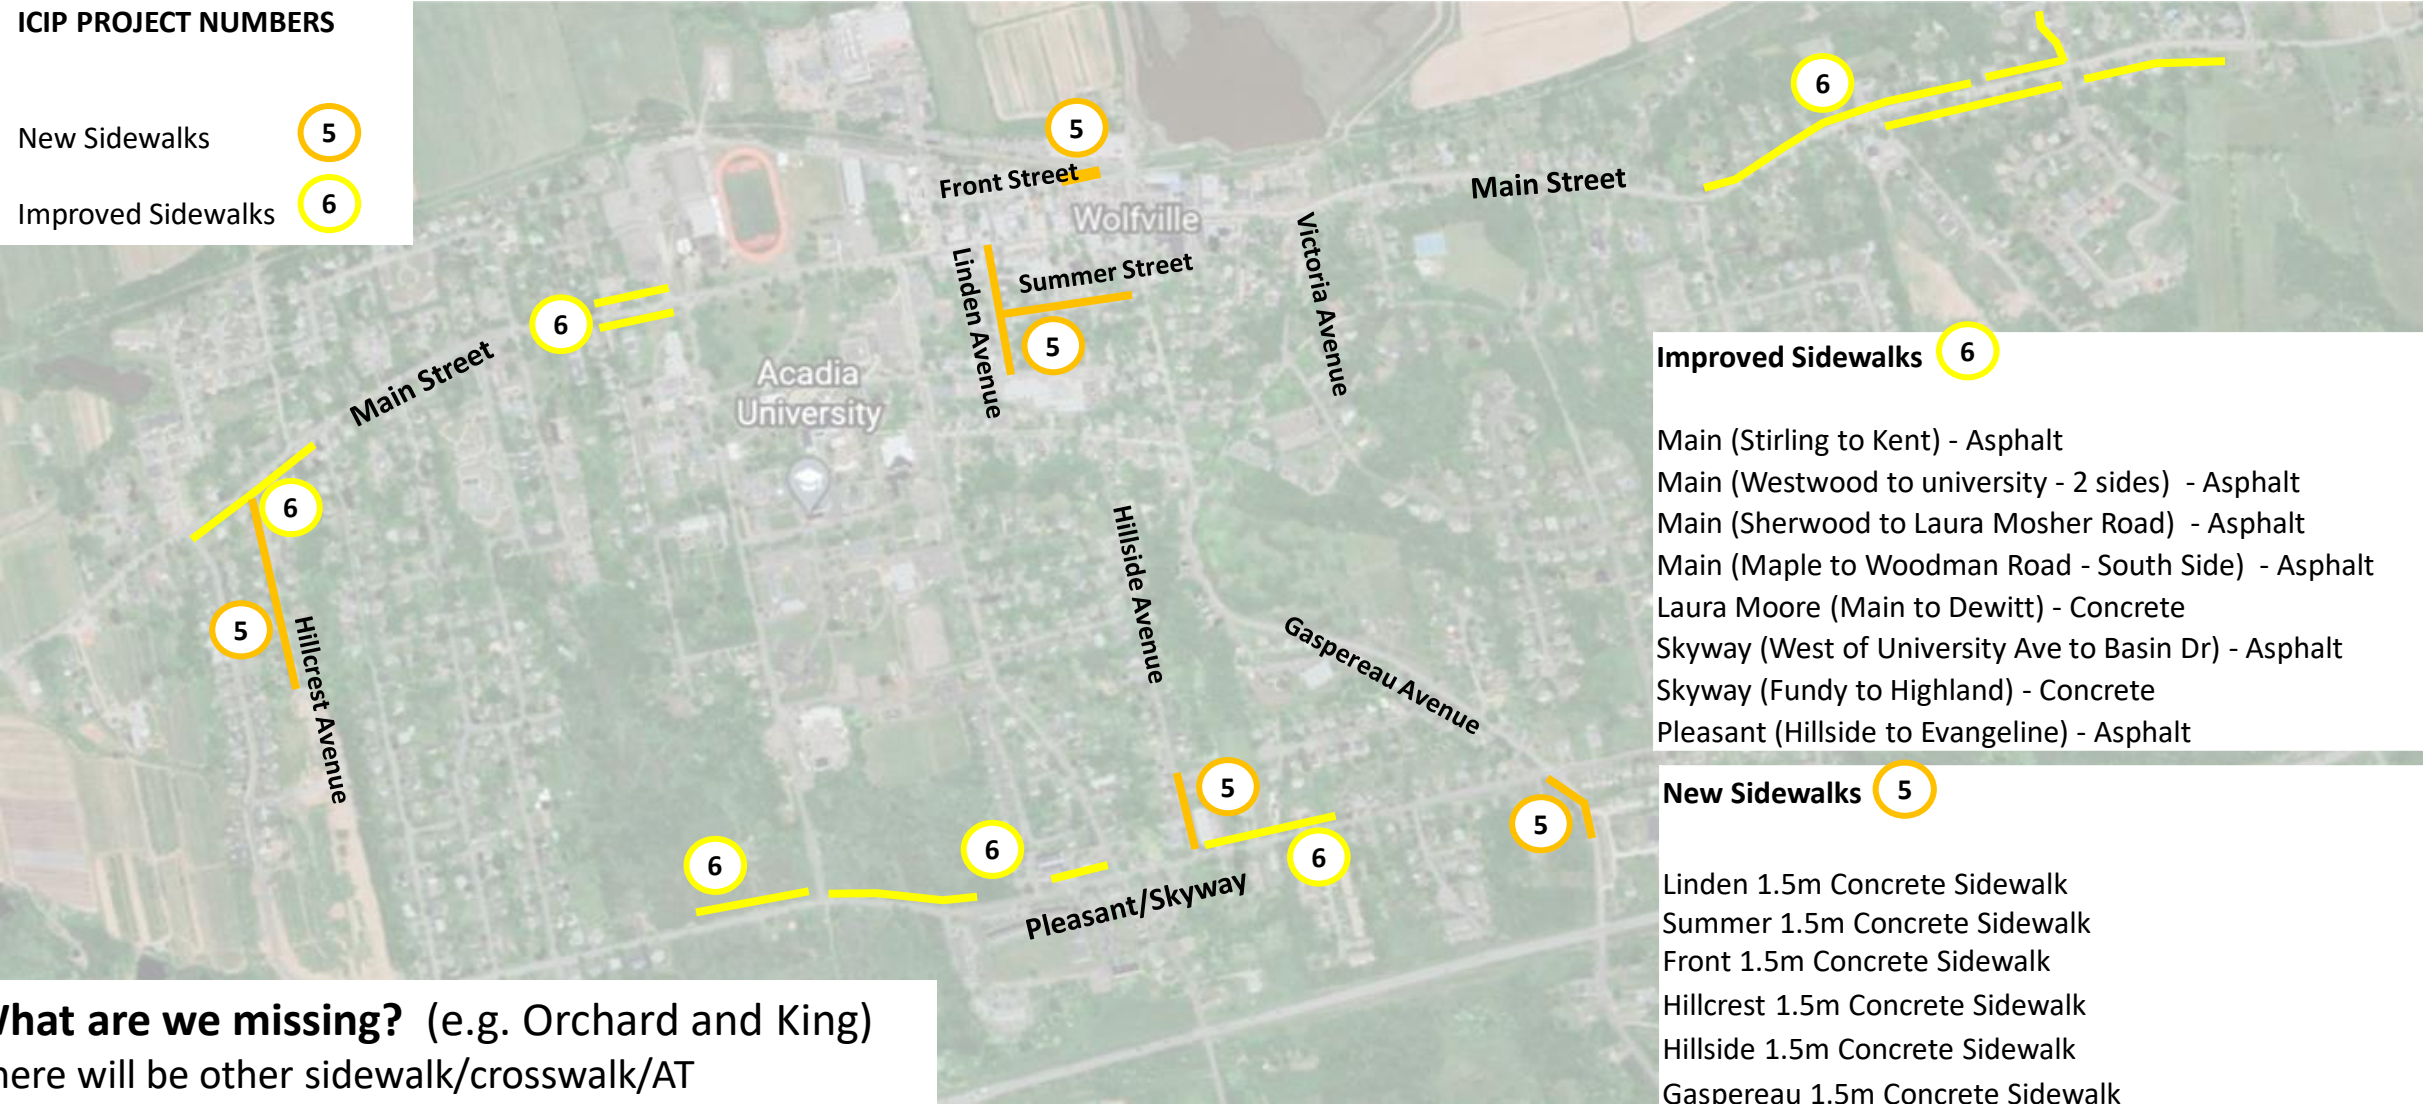 ICIP PROJECT NUMBERS
New Sidewalks 5
Improved Sidewalks 6
5
Front Street
Wolfville
Main Street
6
Linden Avenue
Summer Street
5
Victoria Avenue
6
Main Street
Acadia
University
6
5
Hillcrest Avenue
Hillside Avenue
Gaspereau Avenue
5
5
6
6
6
Pleasant/Skyway
Improved Sidewalks 6
Main (Stirling to Kent) - Asphalt
Main (Westwood to university - 2 sides) - Asphalt
Main (Sherwood to Laura Mosher Road) - Asphalt
Main (Maple to Woodman Road - South Side) - Asphalt
Laura Moore (Main to Dewitt) - Concrete
Skyway (West of University Ave to Basin Dr) - Asphalt
Skyway (Fundy to Highland) - Concrete
Pleasant (Hillside to Evangeline) - Asphalt
New Sidewalks 5
Linden 1.5m Concrete Sidewalk
Summer 1.5m Concrete Sidewalk
Front 1.5m Concrete Sidewalk
Hillcrest 1.5m Concrete Sidewalk
Hillside 1.5m Concrete Sidewalk
Gaspereau 1.5m Concrete Sidewalk
What are we missing? (e.g. Orchard and King)
here will be other sidewalk/crosswalk/AT